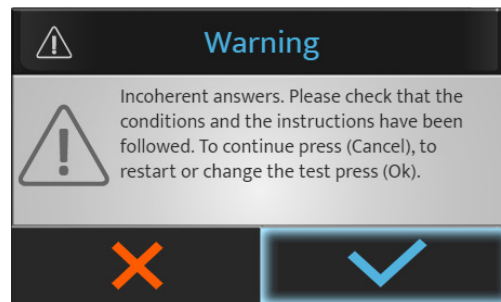 Warning
Incoherent answers. Please check that the
conditions and the instructions have been
followed. To continue press (Cancel), to
restart or change the test press (Ok).